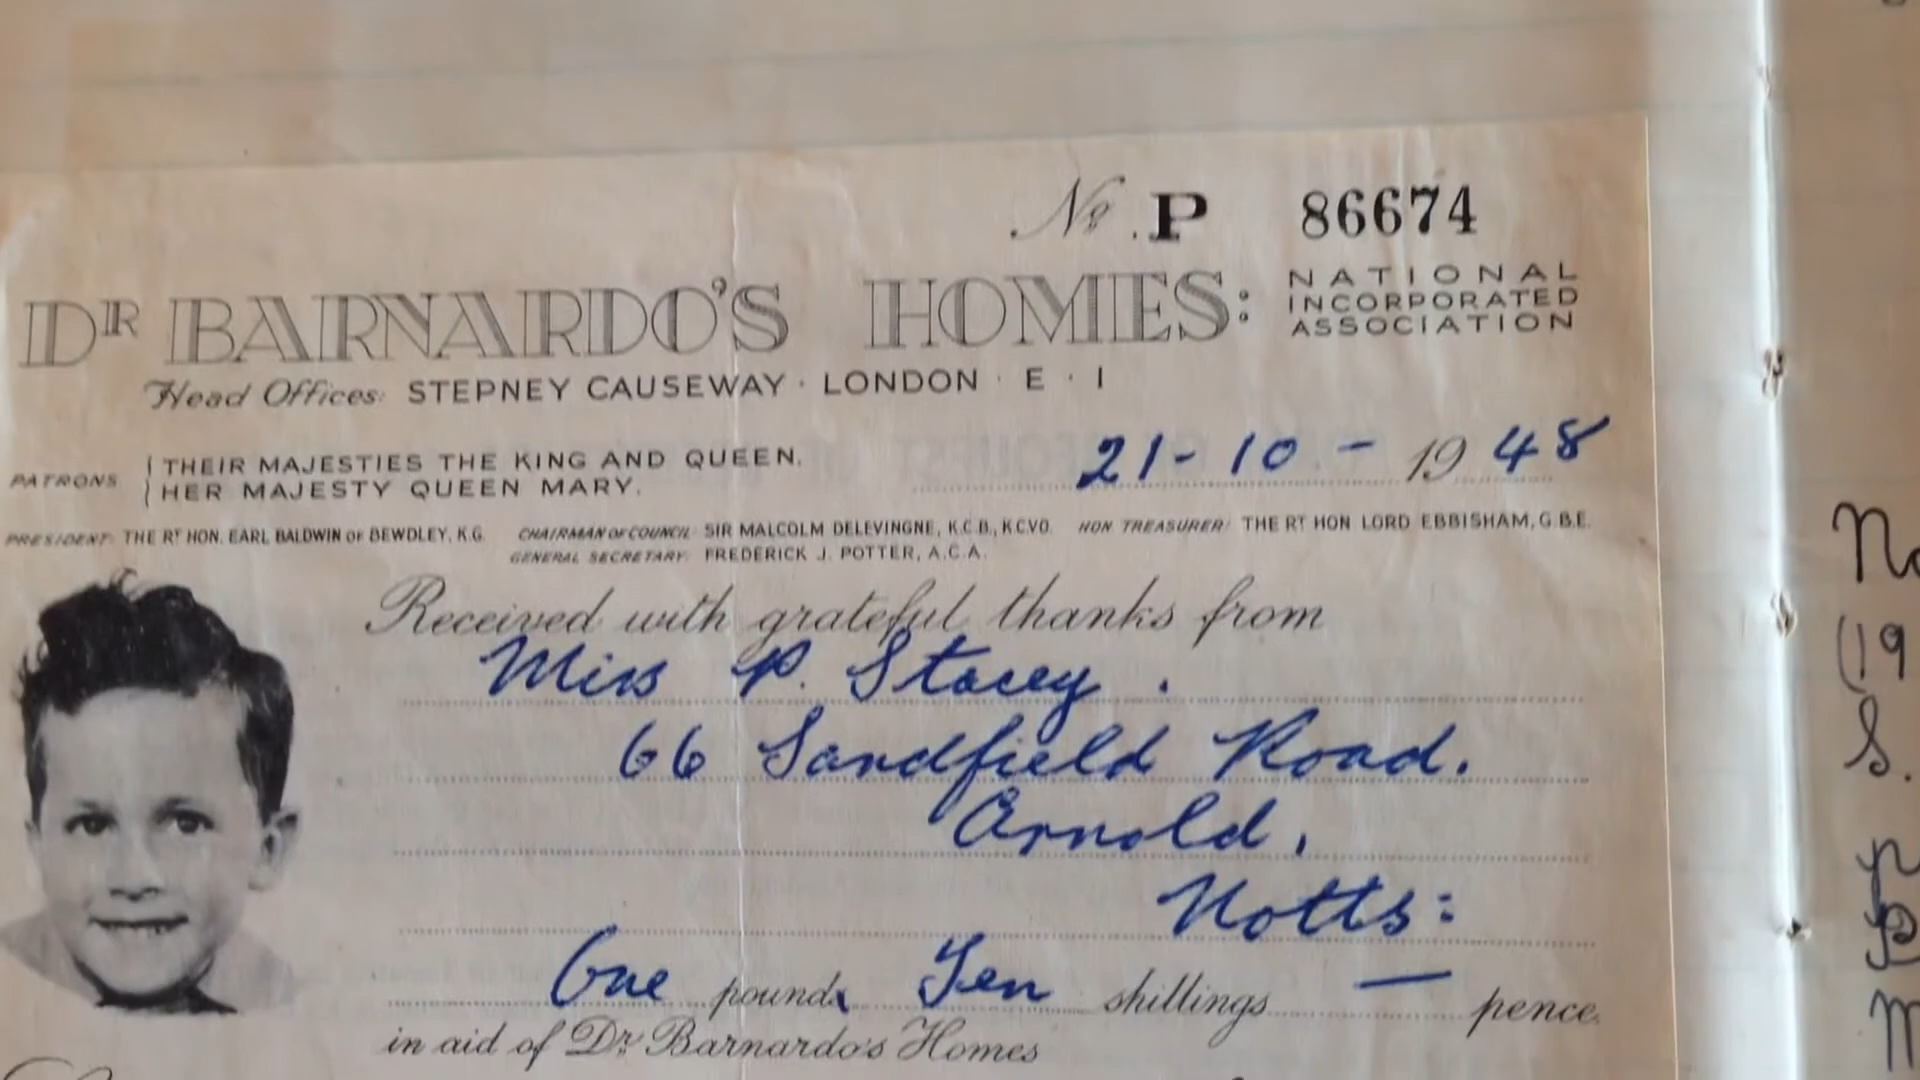 No. P 86674
DR BARNARDO'S HOMES: NATIONAL INCORPORATED ASSOCIATION
Head Offices: STEPNEY CAUSEWAY · LONDON · E · 1
21 - 10 - 19 48
PATRONS { THEIR MAJESTIES THE KING AND QUEEN.
HER MAJESTY QUEEN MARY.
PRESIDENT: THE RT HON. EARL BALDWIN OF BEWDLEY, K.G. CHAIRMAN OF COUNCIL: SIR MALCOLM DELEVINGNE, K.C.B., K.C.V.O. HON TREASURER: THE RT HON LORD EBBISHAM, G.B.E.
GENERAL SECRETARY: FREDERICK J. POTTER, A.C.A.
Received with grateful thanks from
Miss P. Stacey.
66 Sandfield Road.
Arnold,
Notts:
One pounds Ten shillings — pence
in aid of Dr Barnardo's Homes
(19
S.